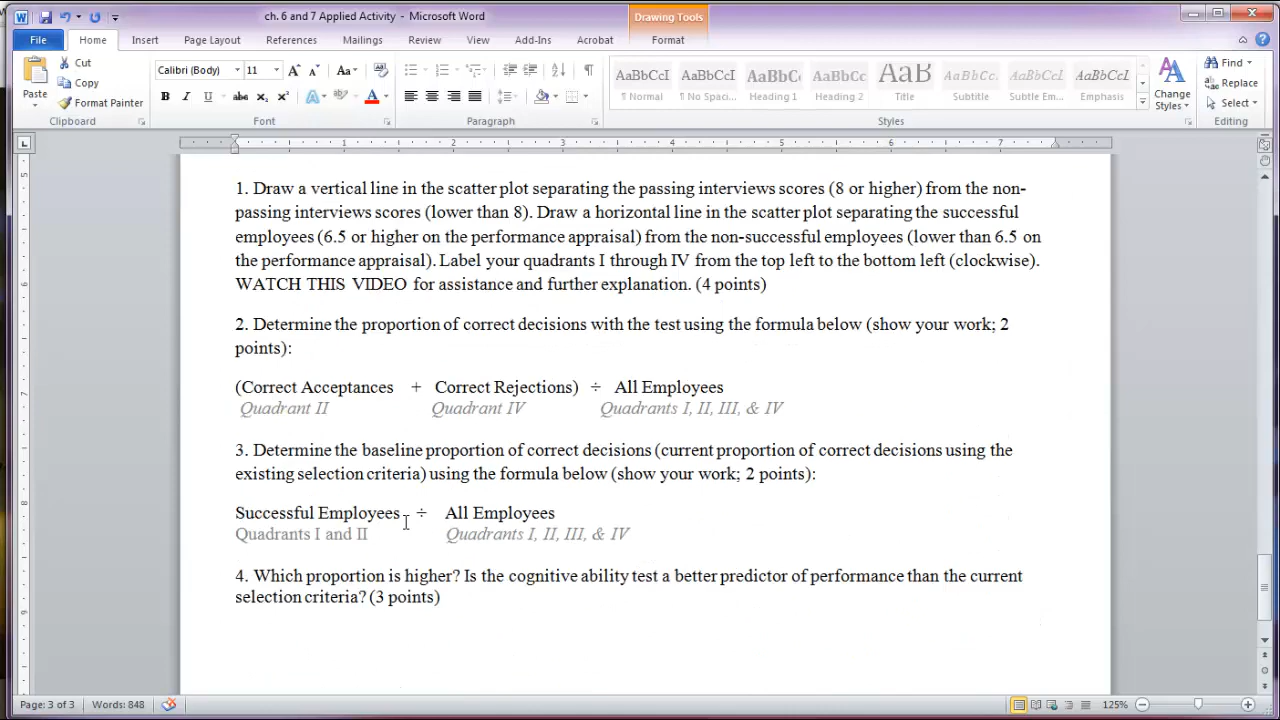 ch. 6 and 7 Applied Activity - Microsoft Word
Drawing Tools
File Home Insert Page Layout References Mailings Review View Add-Ins Acrobat Format
Paste
Cut
Copy
Format Painter
Clipboard
Calibri (Body) 11
Font
Paragraph
AaBbCcI AaBbCcI AaBbC AaBbCc AaB AaBbCcI AaBbCcI AaBbCcI
¶ Normal ¶ No Spaci... Heading 1 Heading 2 Title Subtitle Subtle Em... Emphasis
Styles
Change Styles
Find
Replace
Select
Editing
1 2 3 4 5 6 7
1. Draw a vertical line in the scatter plot separating the passing interviews scores (8 or higher) from the non-
passing interviews scores (lower than 8). Draw a horizontal line in the scatter plot separating the successful
employees (6.5 or higher on the performance appraisal) from the non-successful employees (lower than 6.5 on
the performance appraisal). Label your quadrants I through IV from the top left to the bottom left (clockwise).
WATCH THIS VIDEO for assistance and further explanation. (4 points)
2. Determine the proportion of correct decisions with the test using the formula below (show your work; 2
points):
(Correct Acceptances + Correct Rejections) ÷ All Employees
Quadrant II Quadrant IV Quadrants I, II, III, & IV
3. Determine the baseline proportion of correct decisions (current proportion of correct decisions using the
existing selection criteria) using the formula below (show your work; 2 points):
Successful Employees ÷ All Employees
Quadrants I and II Quadrants I, II, III, & IV
4. Which proportion is higher? Is the cognitive ability test a better predictor of performance than the current
selection criteria? (3 points)
Page: 3 of 3 Words: 848 125%